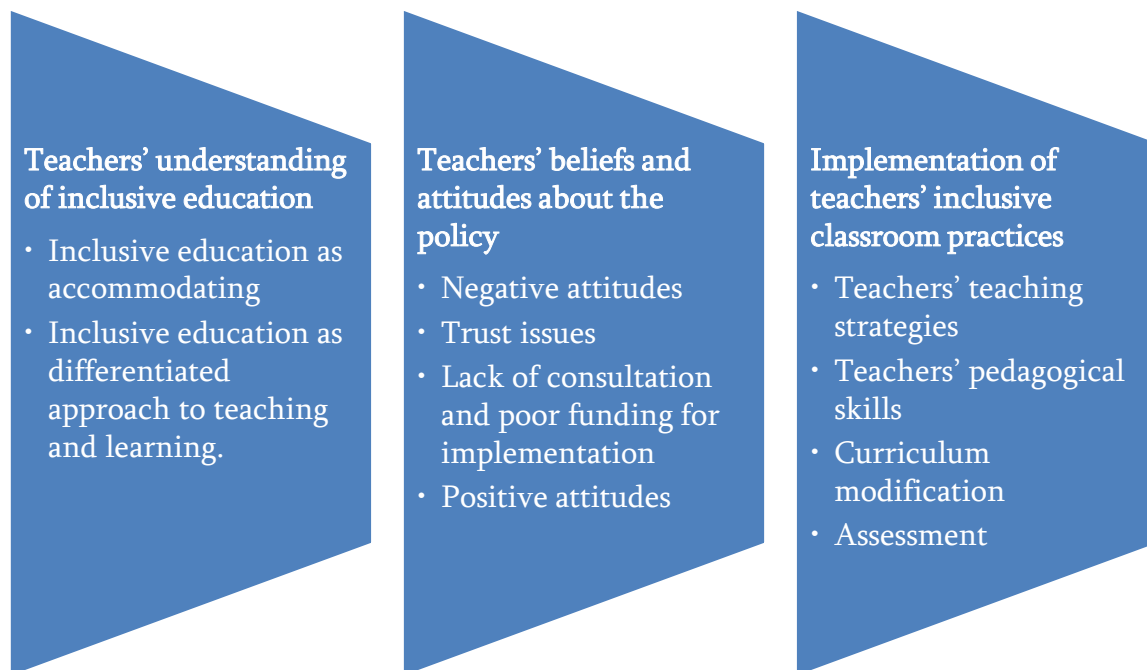 Teachers’ understanding
of inclusive education
• Inclusive education as
accommodating
• Inclusive education as
differentiated
approach to teaching
and learning.
Teachers’ beliefs and
attitudes about the
policy
• Negative attitudes
• Trust issues
• Lack of consultation
and poor funding for
implementation
• Positive attitudes
Implementation of
teachers’ inclusive
classroom practices
• Teachers’ teaching
strategies
• Teachers’ pedagogical
skills
• Curriculum
modification
• Assessment